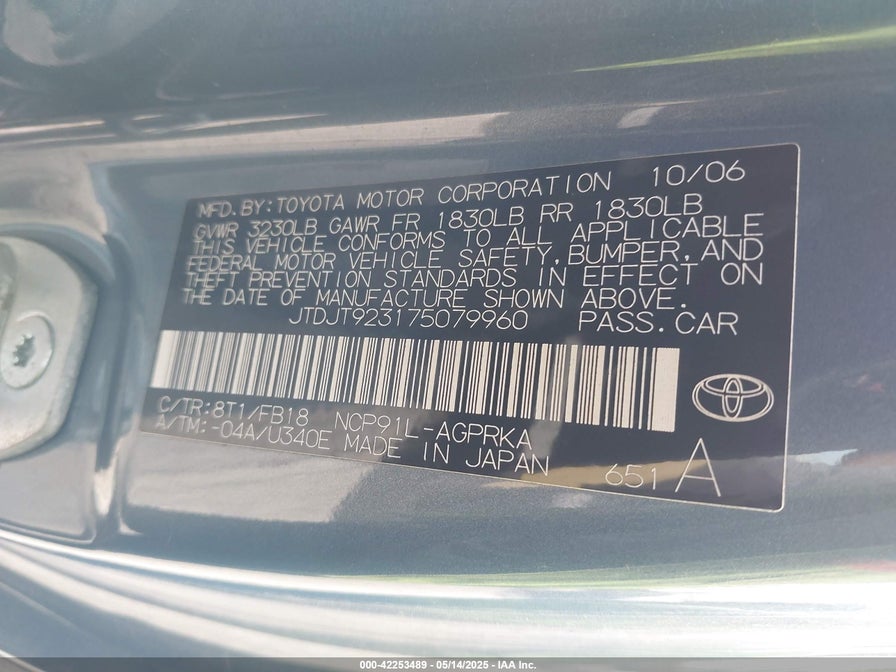 MFD.BY:TOYOTA MOTOR CORPORATION 10/06
GVWR 3230LB GAWR FR 1830LB RR 1830LB
THIS VEHICLE CONFORMS TO ALL APPLICABLE
FEDERAL MOTOR VEHICLE SAFETY,BUMPER,AND
THEFT PREVENTION STANDARDS IN EFFECT ON
THE DATE OF MANUFACTURE SHOWN ABOVE.
JTDJT923175079960 PASS.CAR
C/TR:8T1/FB18 NCP91L-AGPRKA
A/TM:-04A/U340E MADE IN JAPAN 651 A
000-42253489 - 05/14/2025 - IAA Inc.